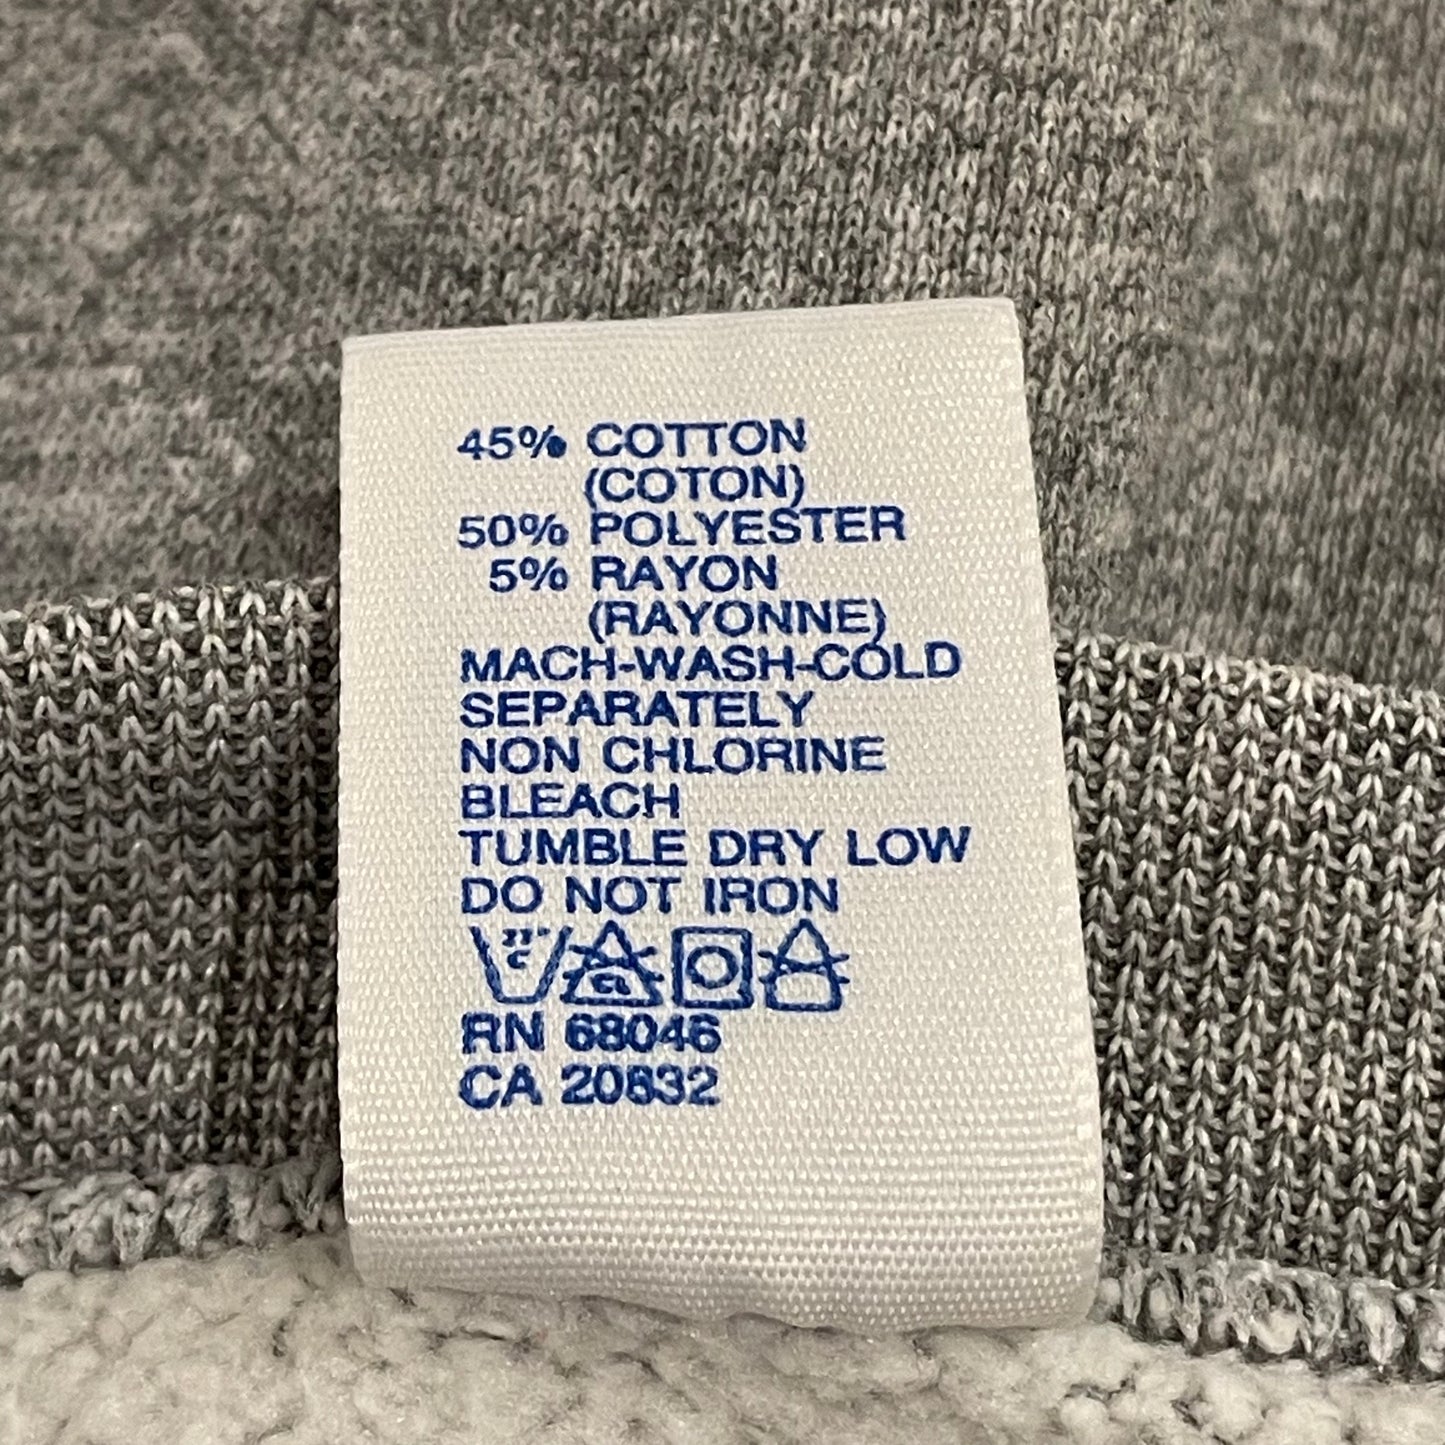 45% COTTON
(COTON)
50% POLYESTER
5% RAYON
(RAYONNE)
MACH-WASH-COLD
SEPARATELY
NON CHLORINE
BLEACH
TUMBLE DRY LOW
DO NOT IRON
C CL
RN 68046
CA